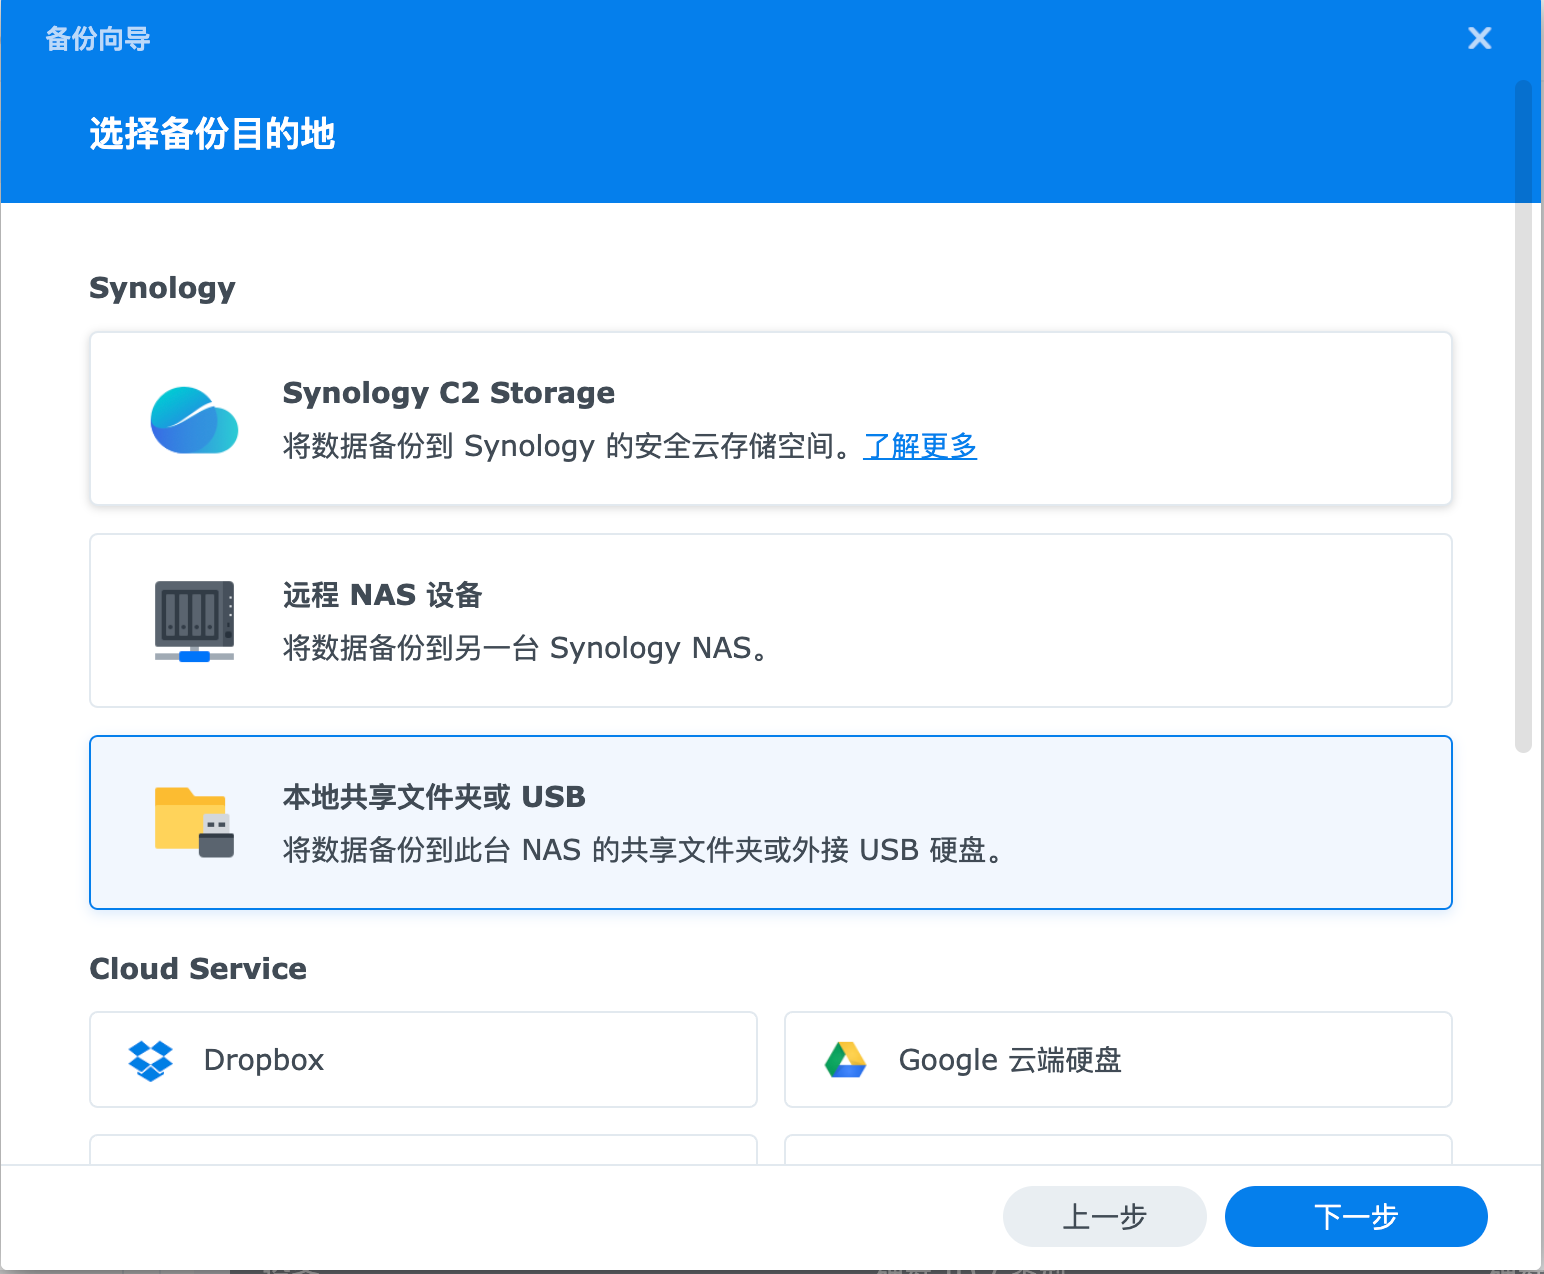 备份向导
选择备份目的地
Synology
Synology C2 Storage
将数据备份到 Synology 的安全云存储空间。了解更多
远程 NAS 设备
将数据备份到另一台 Synology NAS。
本地共享文件夹或 USB
将数据备份到此台 NAS 的共享文件夹或外接 USB 硬盘。
Cloud Service
Dropbox
Google 云端硬盘
上一步
下一步